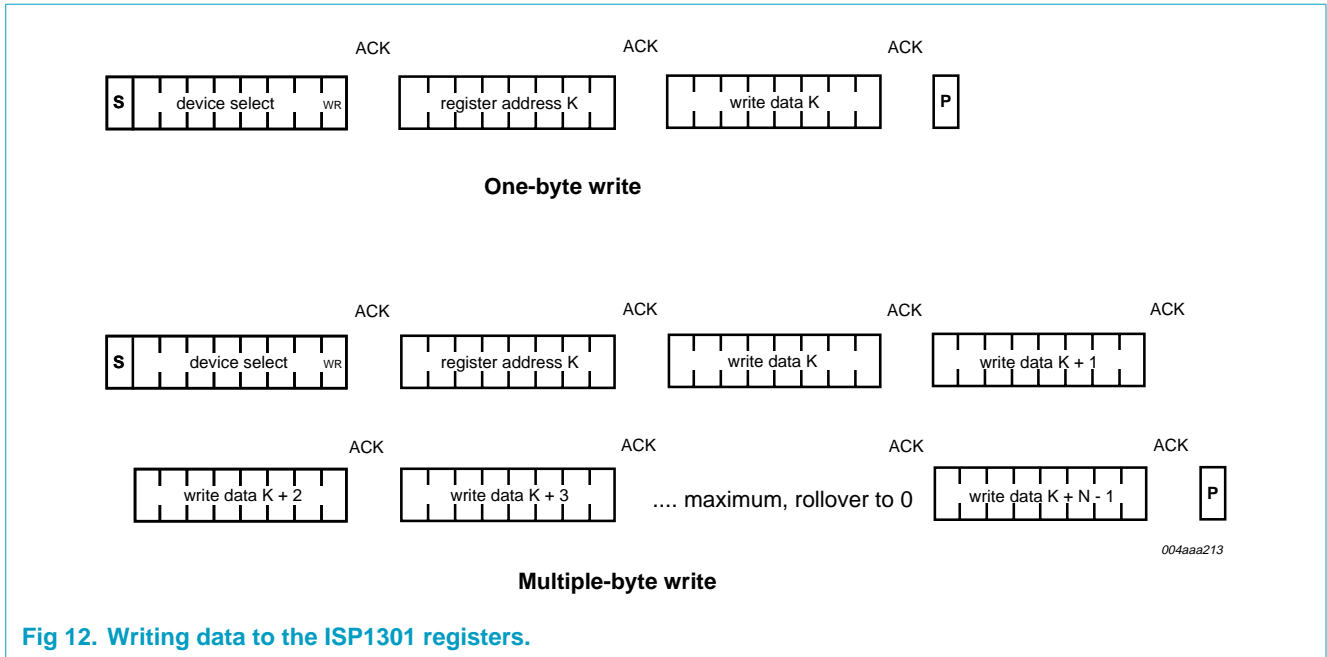 ACK ACK ACK
S device select WR register address K write data K P
One-byte write
ACK ACK ACK ACK
S device select WR register address K write data K write data K + 1
ACK ACK ACK ACK
write data K + 2 write data K + 3 .... maximum, rollover to 0 write data K + N - 1 P
004aaa213
Multiple-byte write
Fig 12. Writing data to the ISP1301 registers.